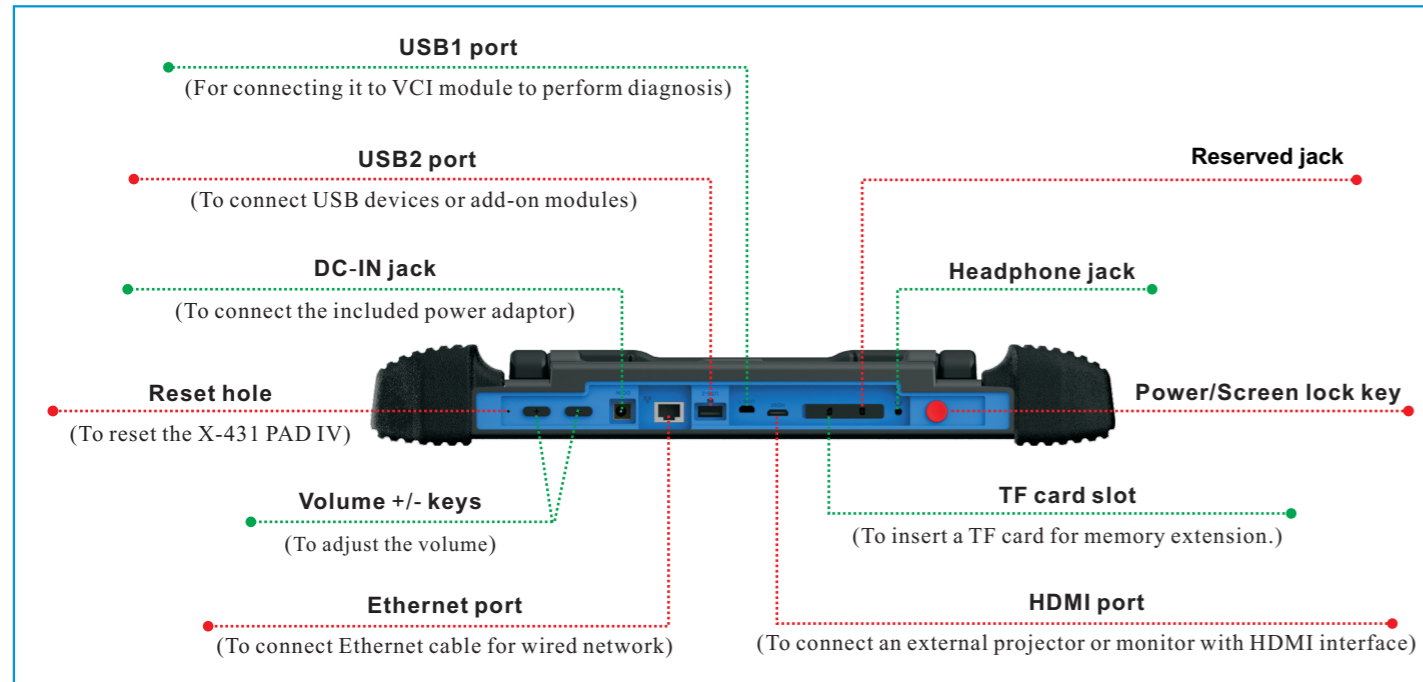 USB1 port
(For connecting it to VCI module to perform diagnosis)
USB2 port
(To connect USB devices or add-on modules)
Reserved jack
DC-IN jack
(To connect the included power adaptor)
Headphone jack
Reset hole
(To reset the X-431 PAD IV)
Power/Screen lock key
Volume +/- keys
(To adjust the volume)
TF card slot
(To insert a TF card for memory extension.)
Ethernet port
(To connect Ethernet cable for wired network)
HDMI port
(To connect an external projector or monitor with HDMI interface)